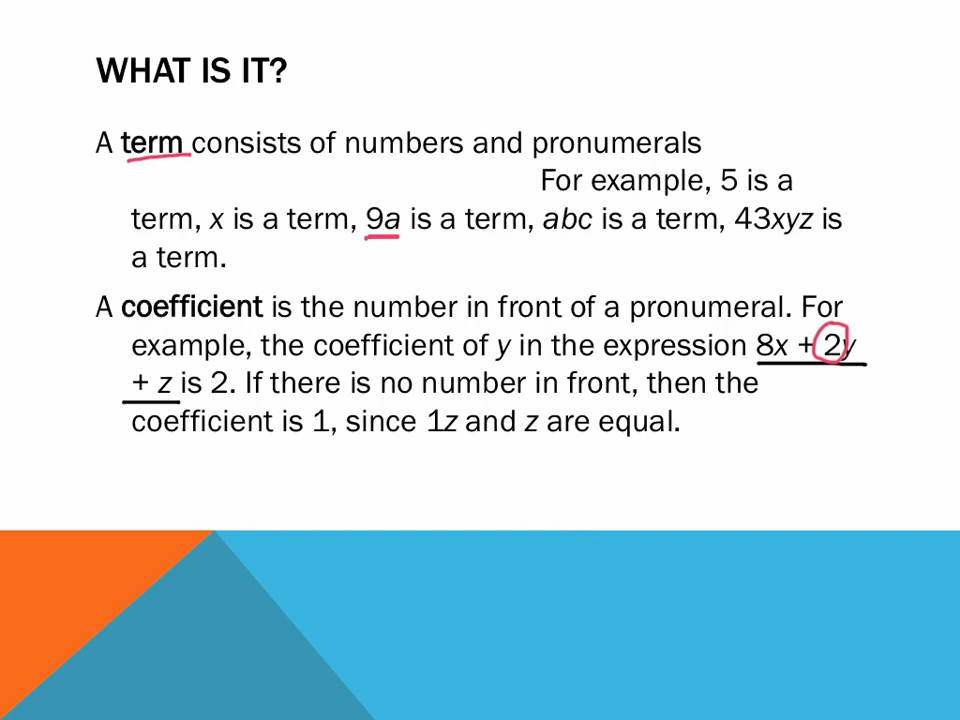 WHAT IS IT?
A term consists of numbers and pronumerals
For example, 5 is a
term, x is a term, 9a is a term, abc is a term, 43xyz is
a term.
A coefficient is the number in front of a pronumeral. For
example, the coefficient of y in the expression 8x + 2y
+ z is 2. If there is no number in front, then the
coefficient is 1, since 1z and z are equal.